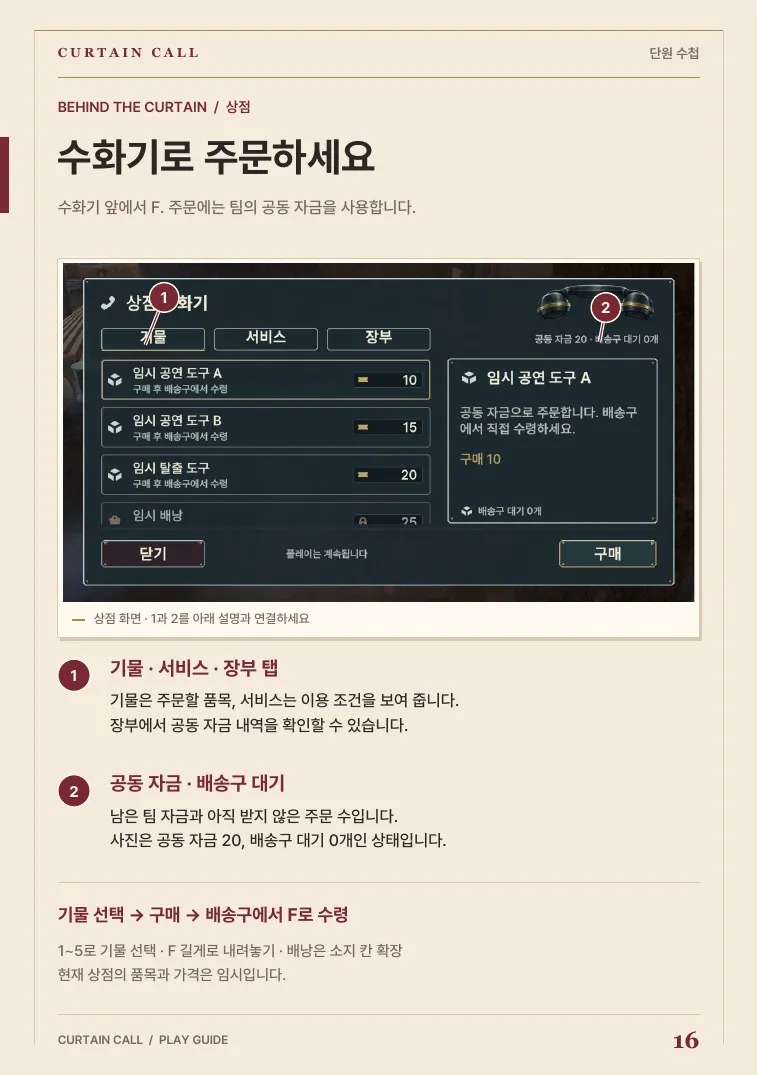 CURTAIN CALL
단원 수첩
BEHIND THE CURTAIN / 상점
수화기로 주문하세요
수화기 앞에서 F. 주문에는 팀의 공동 자금을 사용합니다.
1
2
공동 자금 20 · 배송구 대기 0개
서비스
장부
임시 공연 도구 A
구매 후 배송구에서 수령
10
임시 공연 도구 B
구매 후 배송구에서 수령
15
임시 탈출 도구
구매 후 배송구에서 수령
20
임시 배낭
25
임시 공연 도구 A
공동 자금으로 주문합니다. 배송구
에서 직접 수령하세요.
구매 10
배송구 대기 0개
닫기
플레이는 계속됩니다
구매
상점 화면 · 1과 2를 아래 설명과 연결하세요
1
기물 · 서비스 · 장부 탭
기물은 주문할 품목, 서비스는 이용 조건을 보여 줍니다.
장부에서 공동 자금 내역을 확인할 수 있습니다.
2
공동 자금 · 배송구 대기
남은 팀 자금과 아직 받지 않은 주문 수입니다.
사진은 공동 자금 20, 배송구 대기 0개인 상태입니다.
기물 선택 → 구매 → 배송구에서 F로 수령
1~5로 기물 선택 · F 길게로 내려놓기 · 배낭은 소지 칸 확장
현재 상점의 품목과 가격은 임시입니다.
CURTAIN CALL / PLAY GUIDE
16